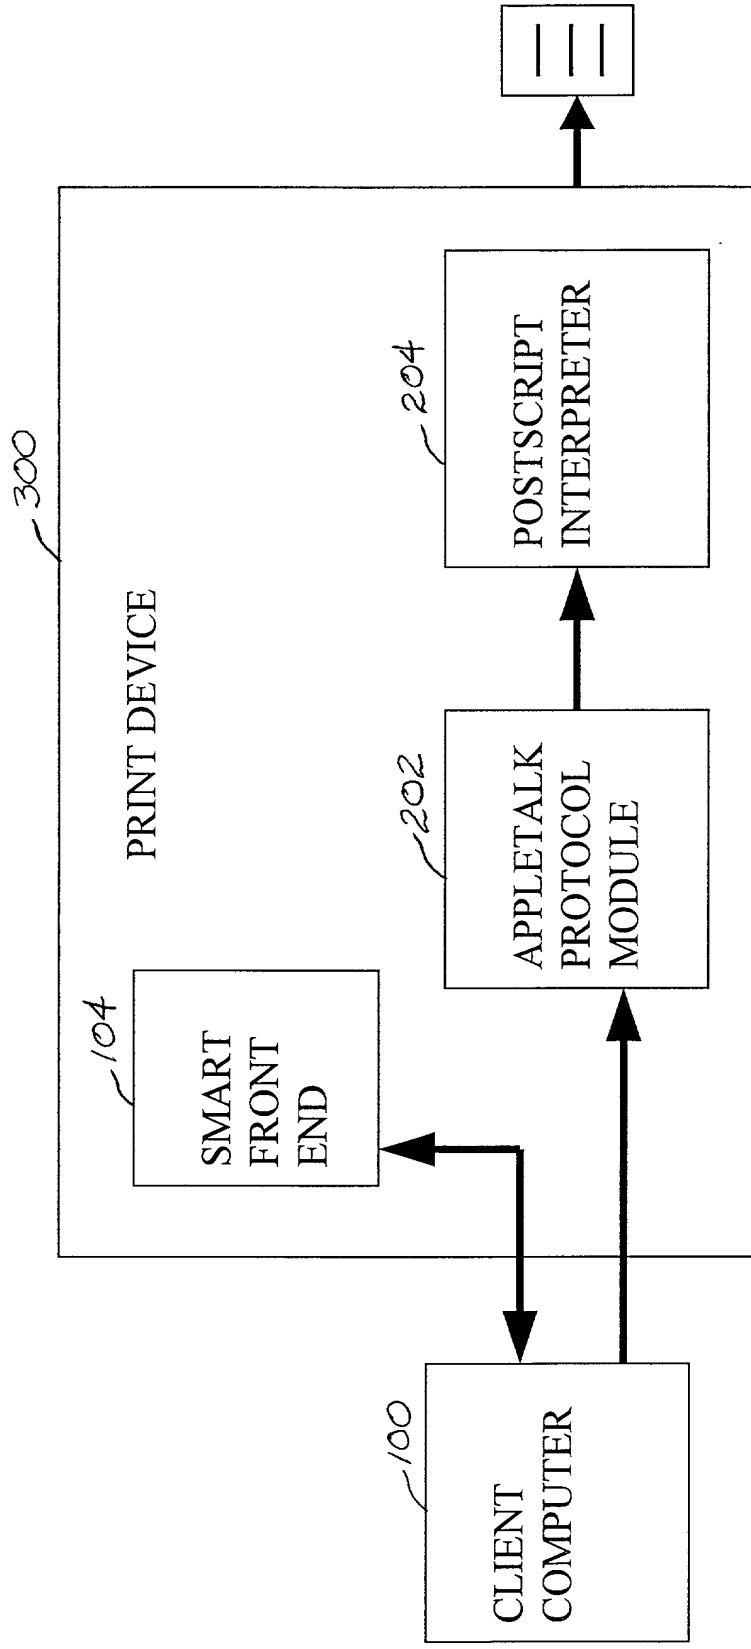 300
PRINT DEVICE
104
SMART
FRONT
END
202
APPLETALK
PROTOCOL
MODULE
204
POSTSCRIPT
INTERPRETER
100
CLIENT
COMPUTER